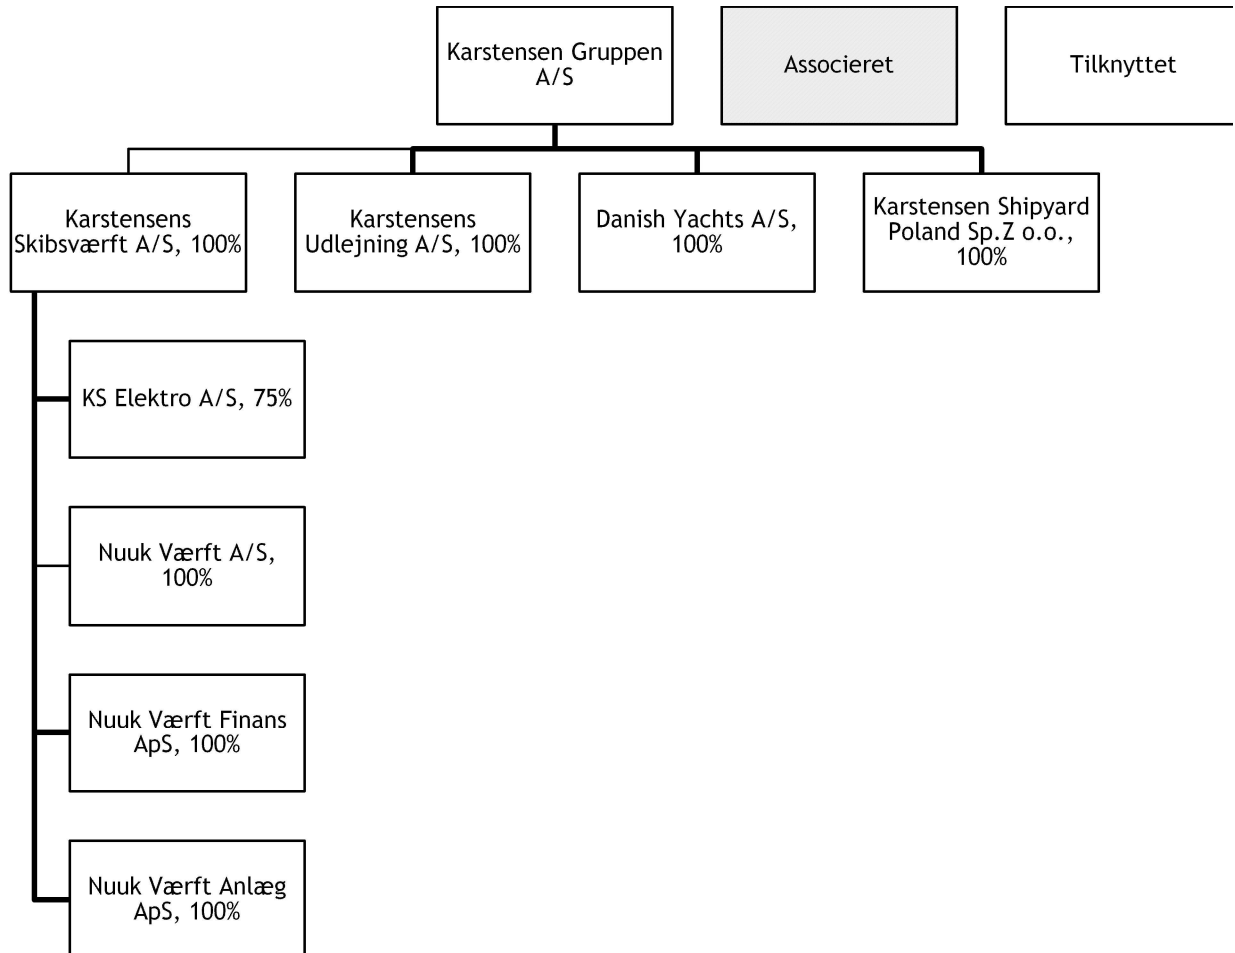 Karstensen Gruppen
A/S
Associeret
Tilknyttet
Karstensens
Skibsværft A/S, 100%
Karstensens
Udlejning A/S, 100%
Danish Yachts A/S,
100%
Karstensen Shipyard
Poland Sp.Z o.o.,
100%
KS Elektro A/S, 75%
Nuuk Værft A/S,
100%
Nuuk Værft Finans
ApS, 100%
Nuuk Værft Anlæg
ApS, 100%